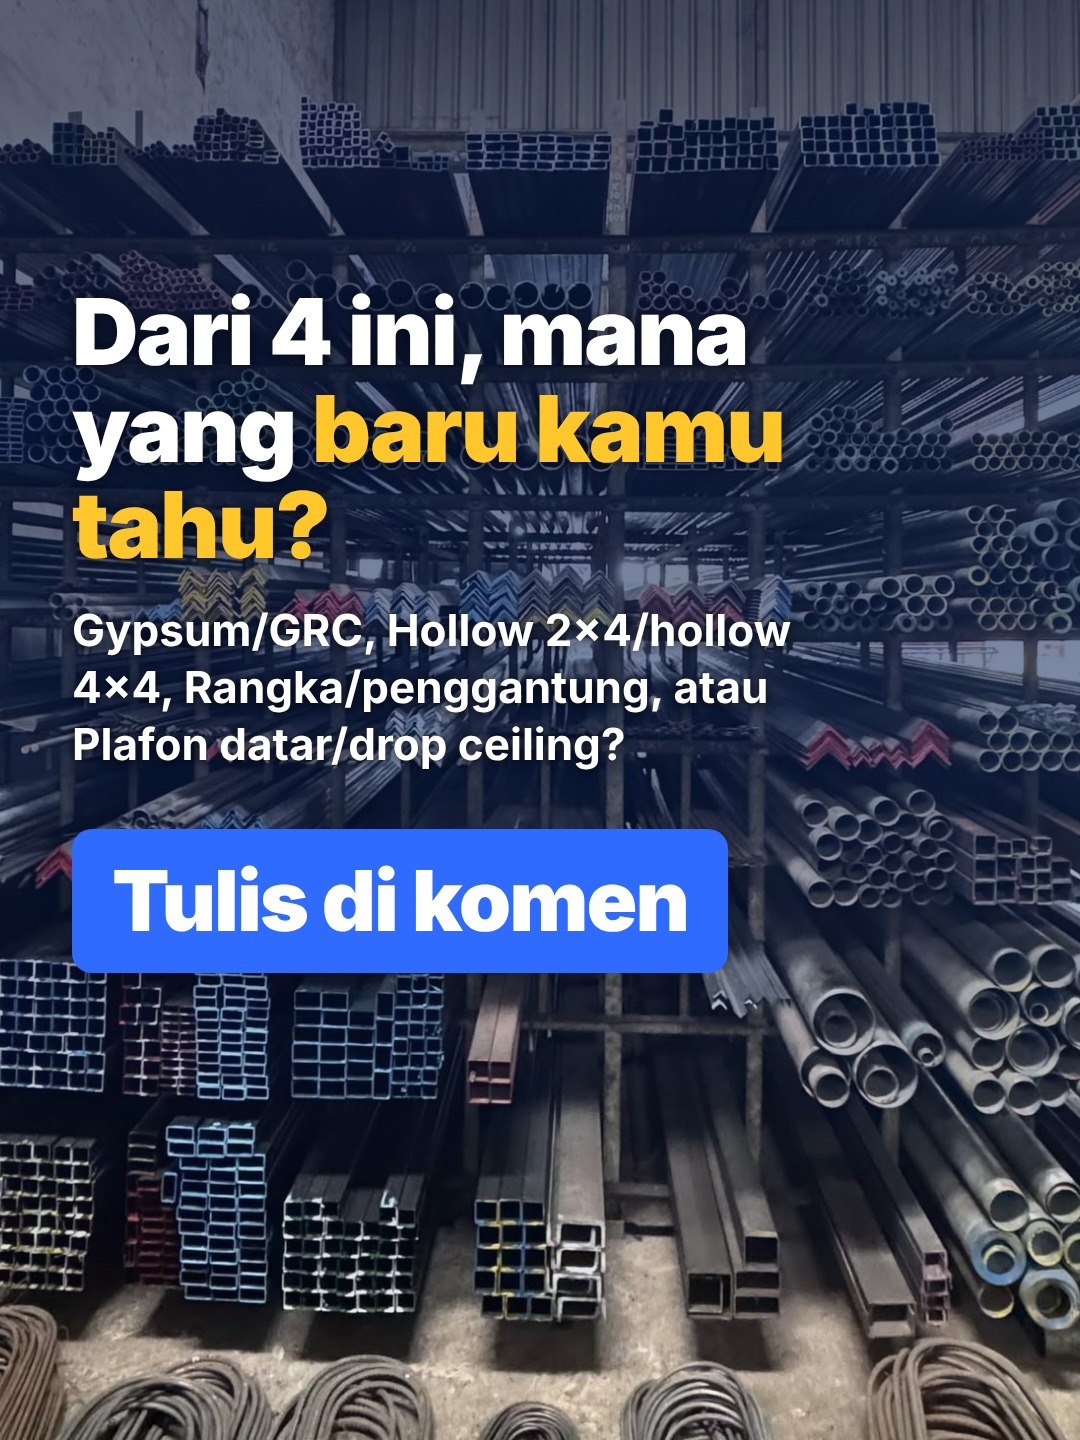 Dari 4 ini, mana
yang baru kamu
tahu?
Gypsum/GRC, Hollow 2×4/hollow
4×4, Rangka/penggantung, atau
Plafon datar/drop ceiling?
Tulis di komen